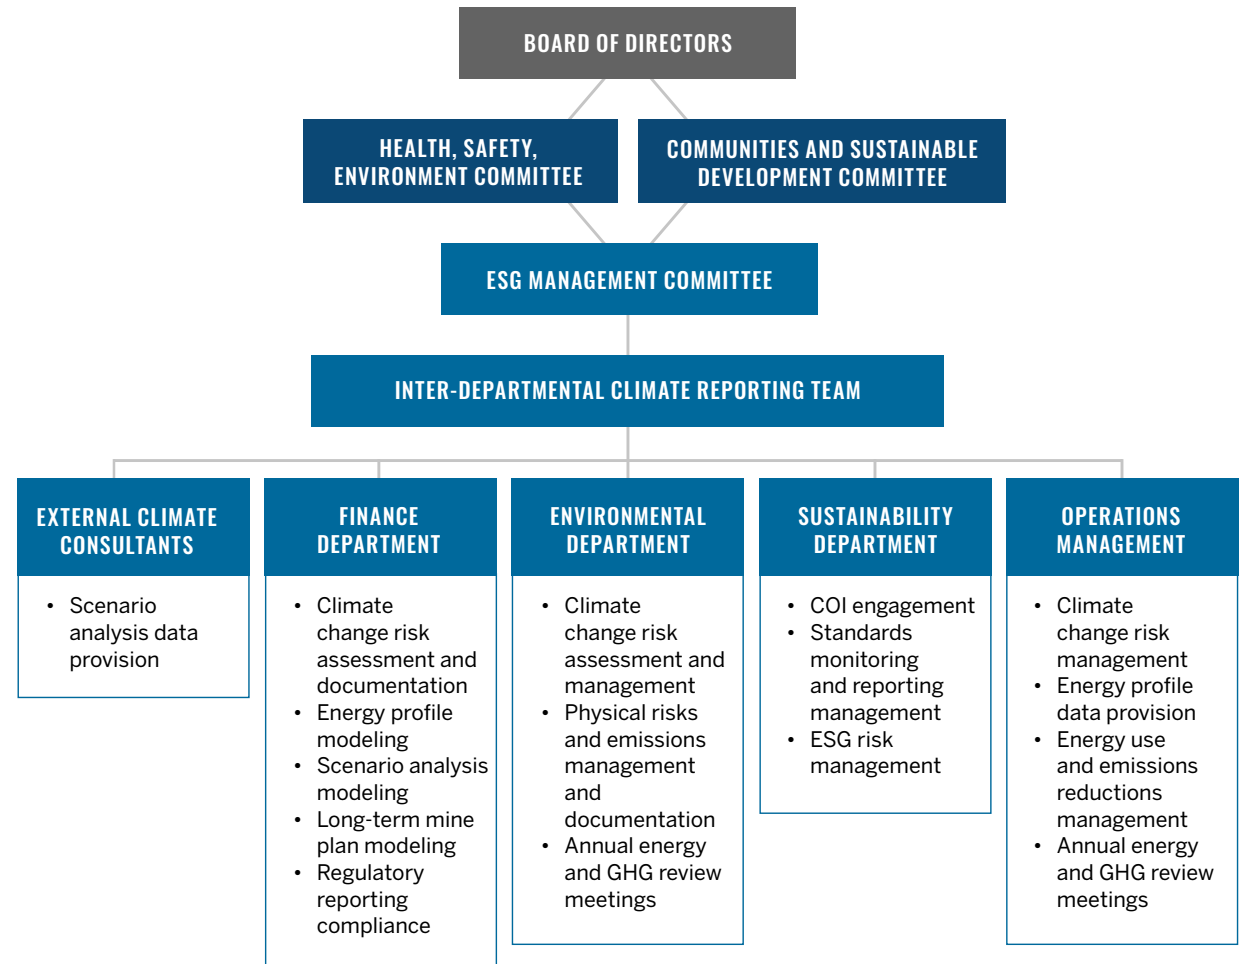 BOARD OF DIRECTORS
HEALTH, SAFETY,
ENVIRONMENT COMMITTEE
COMMUNITIES AND SUSTAINABLE
DEVELOPMENT COMMITTEE
ESG MANAGEMENT COMMITTEE
INTER-DEPARTMENTAL CLIMATE REPORTING TEAM
EXTERNAL CLIMATE
CONSULTANTS
• Scenario
analysis data
provision
FINANCE
DEPARTMENT
• Climate
change risk
assessment and
documentation
• Energy profile
modeling
• Scenario analysis
modeling
• Long-term mine
plan modeling
• Regulatory
reporting
compliance
ENVIRONMENTAL
DEPARTMENT
• Climate
change risk
assessment and
management
• Physical risks
and emissions
management
and
documentation
• Annual energy
and GHG review
meetings
SUSTAINABILITY
DEPARTMENT
• COI engagement
• Standards
monitoring
and reporting
management
• ESG risk
management
OPERATIONS
MANAGEMENT
• Climate
change risk
management
• Energy profile
data provision
• Energy use
and emissions
reductions
management
• Annual energy
and GHG review
meetings